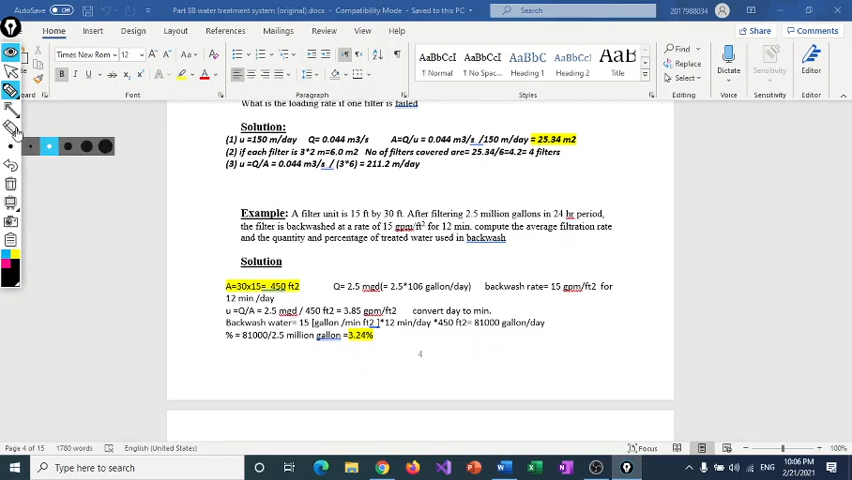 AutoSave Off Part 08 water treatment system (original).docx - Compatibility Mode - Saved to this PC Search 2017988034
Home Insert Draw Design Layout References Mailings Review View Help Share Comments
Times New Rom 12 AaBbCcI AaBbCcI AaBbC AaBbCcI AaB Find Dictate Sensitivity Editor
Replace
1 Normal 1 No Spac... Heading 1 Heading 2 Title Select
Font Paragraph Styles Editing Voice Sensitivity Editor
What is the loading rate if one filter is failed
Solution:
(1) u =150 m/day Q= 0.044 m3/s A=Q/u = 0.044 m3/s_/150 m/day = 25.34 m2
(2) if each filter is 3*2 m=6.0 m2 No of filters covered are= 25.34/6=4.2= 4 filters
(3) u =Q/A = 0.044 m3/s_/ (3*6) = 211.2 m/day
Example: A filter unit is 15 ft by 30 ft. After filtering 2.5 million gallons in 24 hr period,
the filter is backwashed at a rate of 15 gpm/ft² for 12 min. compute the average filtration rate
and the quantity and percentage of treated water used in backwash
Solution
A=30x15= 450 ft2 Q= 2.5 mgd(= 2.5*106 gallon/day) backwash rate= 15 gpm/ft2 for
12 min /day
u =Q/A = 2.5 mgd / 450 ft2 = 3.85 gpm/ft2 convert day to min.
Backwash water= 15 [gallon /min ft2 ]*12 min/day *450 ft2= 81000 gallon/day
% = 81000/2.5 million gallon =3.24%
4
Page 4 of 15 1780 words English (United States) Focus 100%
Type here to search ENG 10:06 PM
2/21/2021